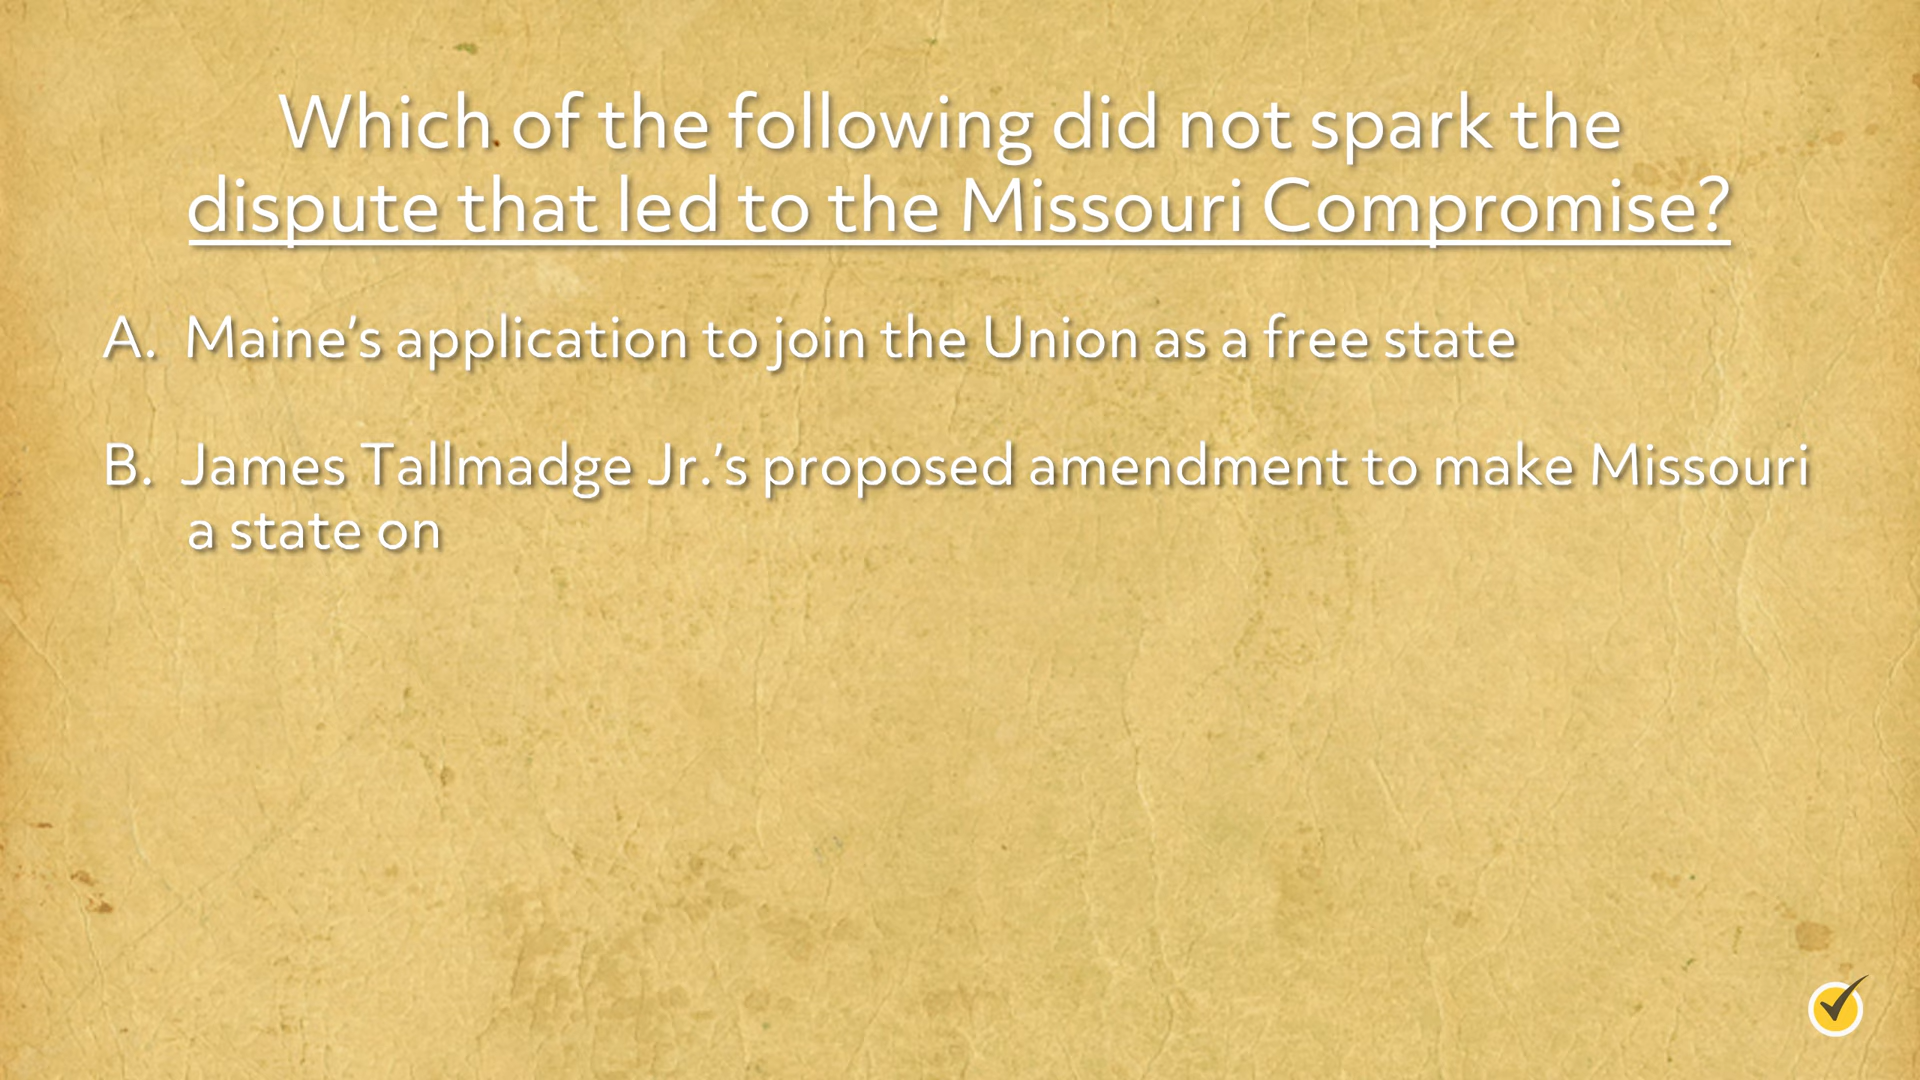 Which of the following did not spark the
dispute that led to the Missouri Compromise?
A. Maine’s application to join the Union as a free state
B. James Tallmadge Jr.’s proposed amendment to make Missouri
a state on